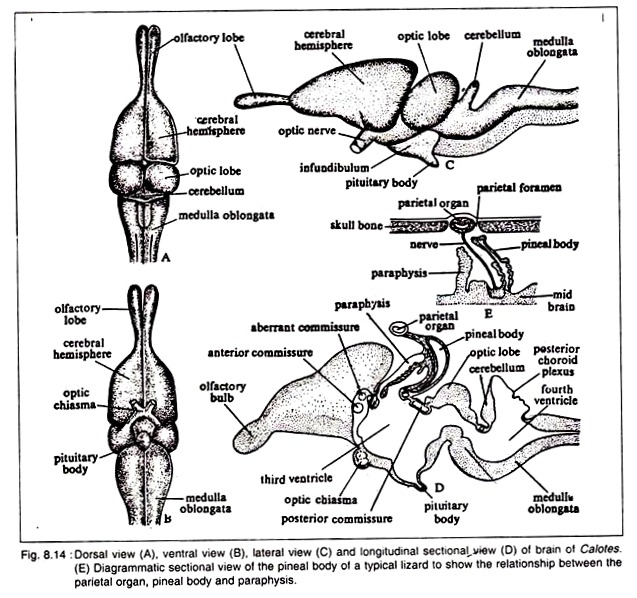 olfactory lobe
cerebral
hemisphere
optic lobe
cerebellum
medulla oblongata
A
cerebral
hemisphere
optic lobe
cerebellum
medulla
oblongata
optic nerve
infundibulum
pituitary body
C
parietal organ
parietal foramen
skull bone
nerve
pineal body
paraphysis
mid
brain
E
olfactory
lobe
cerebral
hemisphere
optic
chiasma
pituitary
body
medulla
oblongata
B
paraphysis
aberrant commissure
anterior commissure
olfactory
bulb
parietal
organ
pineal body
optic lobe
cerebellum
posterior
choroid
plexus
fourth
ventricle
third ventricle
optic chiasma
posterior commissure
D
pituitary
body
medulla
oblongata
Fig. 8.14 : Dorsal view (A), ventral view (B), lateral view (C) and longitudinal sectional view (D) of brain of Calotes.
(E) Diagrammatic sectional view of the pineal body of a typical lizard to show the relationship between the
parietal organ, pineal body and paraphysis.